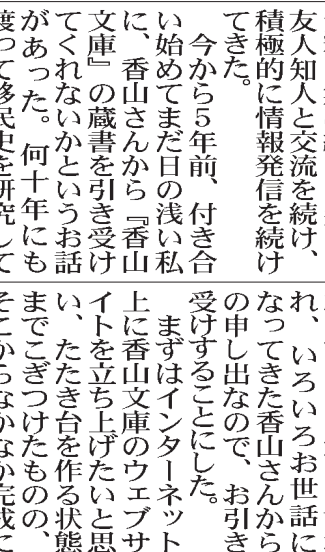 友人知人と交流を続け、
積極的に情報発信を続け
てきた。
今から5年前、付き合
い始めてまだ日の浅い私
に、香山さんから『香山
文庫』の蔵書を引き受け
てくれないかというお話
があった。何十年にも
渡って移民史を研究して
れ、いろいろお世話に
なってきた香山さんから
の申し出なので、お引き
受けすることにした。
まずはインターネット
上に香山文庫のウェブサ
イトを立ち上げたいと思
い、たたき台を作る状態
までこぎつけたものの、
そこからなかなか完成に